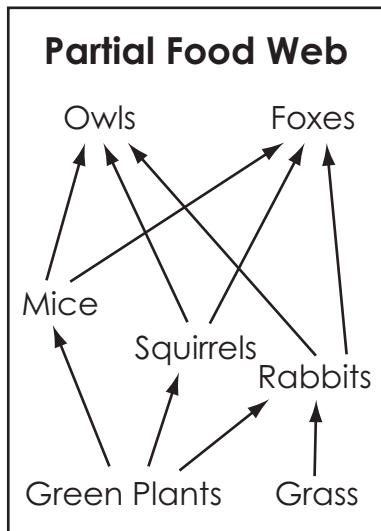 Partial Food Web
Owls Foxes
Mice
Squirrels
Rabbits
Green Plants Grass